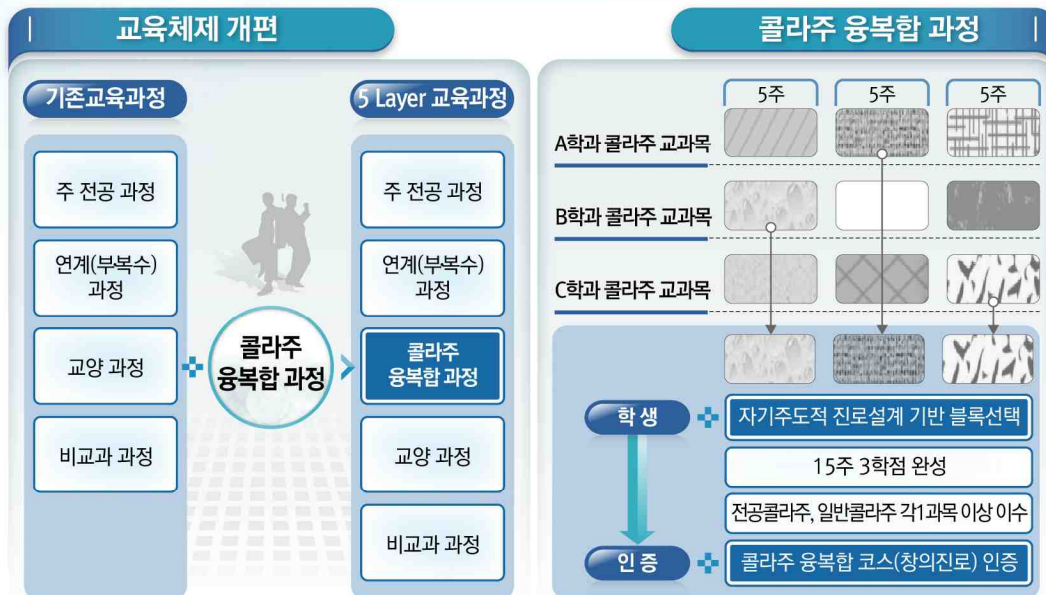 교육체제 개편
기존교육과정
주 전공 과정
연계(부복수)
과정
교양 과정
비교과 과정
콜라주
융복합 과정
5 Layer 교육과정
주 전공 과정
연계(부복수)
과정
콜라주
융복합 과정
교양 과정
비교과 과정
콜라주 융복합 과정
5주 5주 5주
A학과 콜라주 교과목
B학과 콜라주 교과목
C학과 콜라주 교과목
학생
자기주도적 진로설계 기반 블록선택
15주 3학점 완성
전공콜라주, 일반콜라주 각1과목 이상 이수
인증
콜라주 융복합 코스(창의진로) 인증